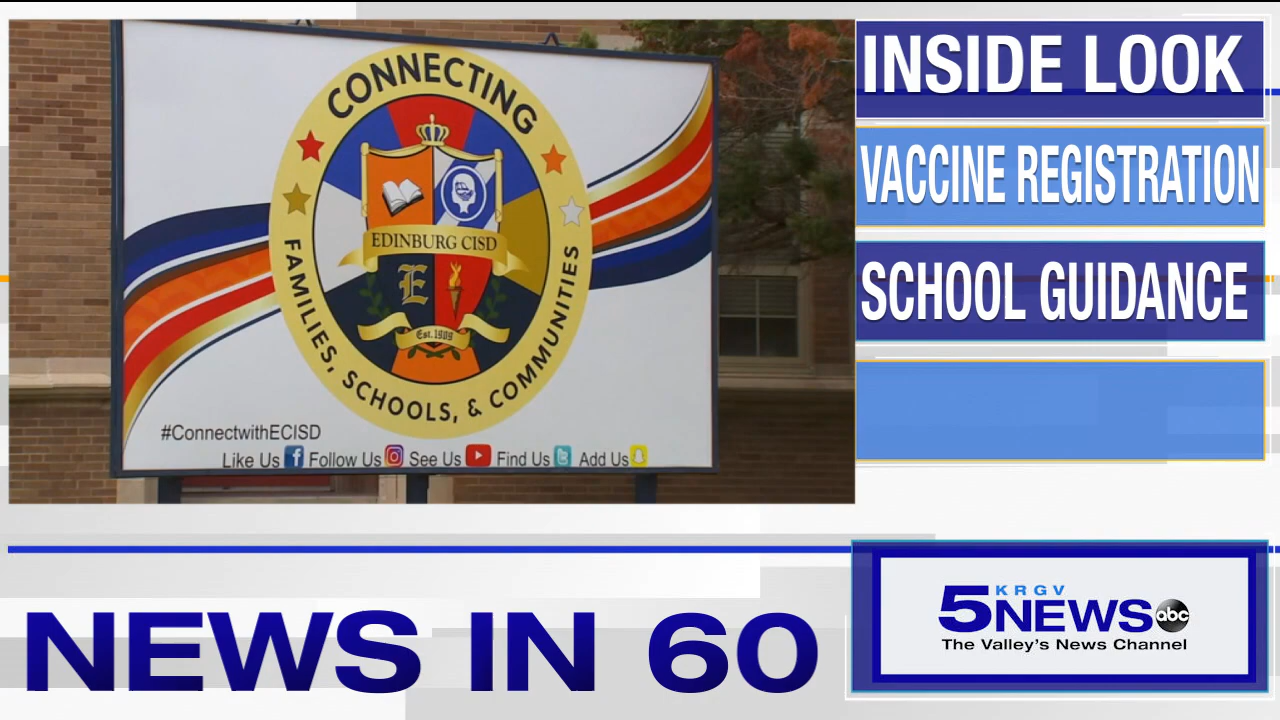 CONNECTING
EDINBURG CISD
E
Est. 1909
FAMILIES, SCHOOLS, & COMMUNITIES
#ConnectwithECISD
Like Us f Follow Us See Us Find Us Add Us
INSIDE LOOK
VACCINE REGISTRATION
SCHOOL GUIDANCE
NEWS IN 60
KRGV
5NEWS abc
The Valley's News Channel